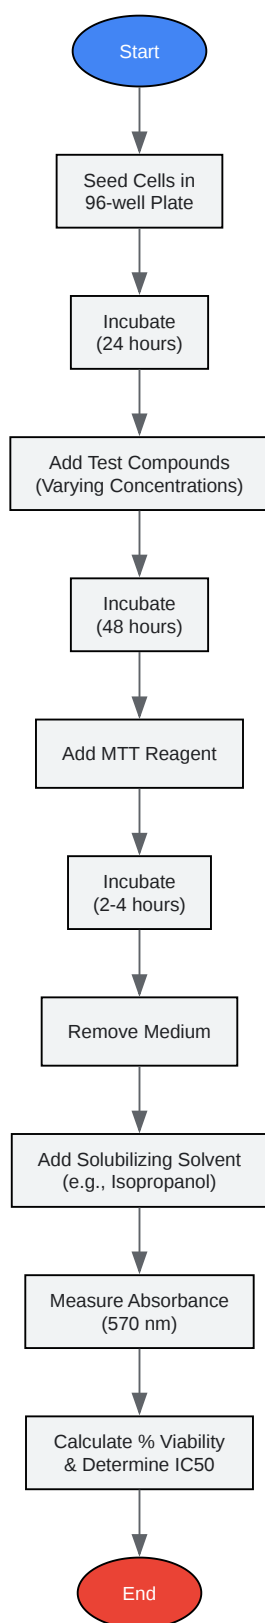 Start
Seed Cells in
96-well Plate
Incubate
(24 hours)
Add Test Compounds
(Varying Concentrations)
Incubate
(48 hours)
Add MTT Reagent
Incubate
(2-4 hours)
Remove Medium
Add Solubilizing Solvent
(e.g., Isopropanol)
Measure Absorbance
(570 nm)
Calculate % Viability
& Determine IC50
End